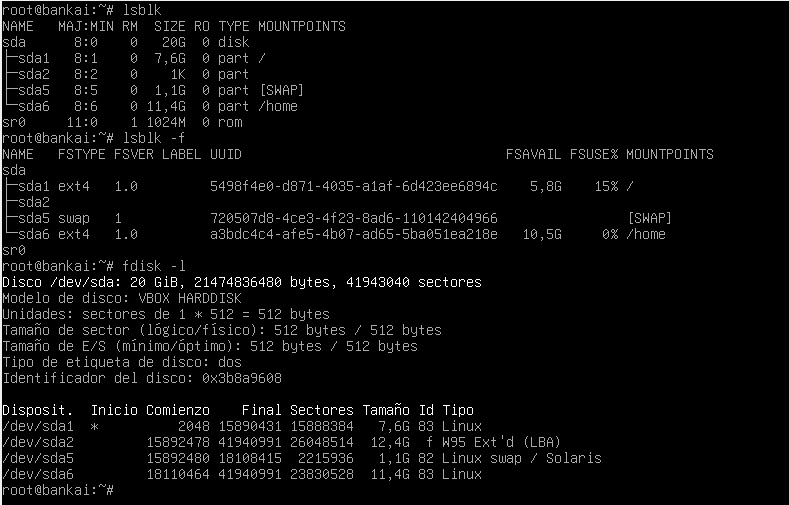 root@bankai:~# lsblk
NAME   MAJ:MIN RM  SIZE RO TYPE MOUNTPOINTS
sda      8:0    0   20G  0 disk
├─sda1   8:1    0  7,6G  0 part /
├─sda2   8:2    0    1K  0 part
├─sda5   8:5    0  1,1G  0 part [SWAP]
└─sda6   8:6    0 11,4G  0 part /home
sr0     11:0    1 1024M  0 rom
root@bankai:~# lsblk -f
NAME   FSTYPE FSVER LABEL UUID                                 FSAVAIL FSUSE% MOUNTPOINTS
sda
├─sda1 ext4   1.0         5498f4e0-d871-4035-a1af-6d423ee6894c    5,8G    15% /
├─sda2
├─sda5 swap   1           720507d8-4ce3-4f23-8ad6-110142404966                [SWAP]
└─sda6 ext4   1.0         a3bdc4c4-afe5-4b07-ad65-5ba051ea218e   10,5G     0% /home
sr0
root@bankai:~# fdisk -l
Disco /dev/sda: 20 GiB, 21474836480 bytes, 41943040 sectores
Modelo de disco: VBOX HARDDISK
Unidades: sectores de 1 * 512 = 512 bytes
Tamaño de sector (lógico/físico): 512 bytes / 512 bytes
Tamaño de E/S (mínimo/óptimo): 512 bytes / 512 bytes
Tipo de etiqueta de disco: dos
Identificador del disco: 0x3b8a9608
Disposit.  Inicio Comienzo    Final Sectores Tamaño Id Tipo
/dev/sda1  *          2048 15890431 15888384   7,6G 83 Linux
/dev/sda2         15892478 41940991 26048514  12,4G  f W95 Ext'd (LBA)
/dev/sda5         15892480 18108415  2215936   1,1G 82 Linux swap / Solaris
/dev/sda6         18110464 41940991 23830528  11,4G 83 Linux
root@bankai:~#